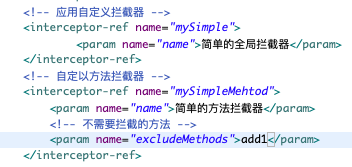 <!-- 应用自定义拦截器 -->
<interceptor-ref name="mySimple">
<param name="name">简单的全局拦截器</param>
</interceptor-ref>
<!-- 自定以方法拦截器 -->
<interceptor-ref name="mySimpleMehtod">
<param name="name">简单的方法拦截器</param>
<!-- 不需要拦截的方法 -->
<param name="excludeMethods">add1</param>
</interceptor-ref>